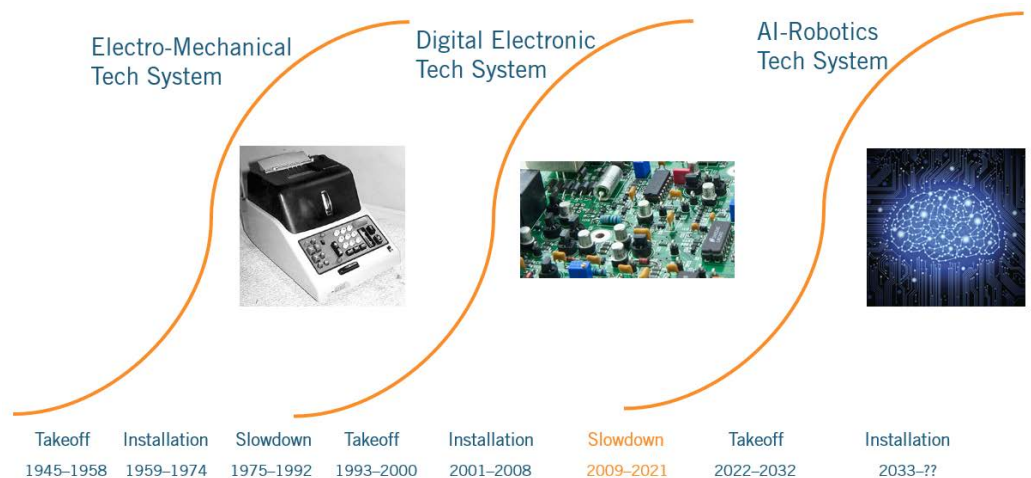 Electro-Mechanical
Tech System
Digital Electronic
Tech System
AI-Robotics
Tech System
Takeoff Installation Slowdown Takeoff Installation Slowdown Takeoff Installation
1945–1958 1959–1974 1975–1992 1993–2000 2001–2008 2009–2021 2022–2032 2033–??